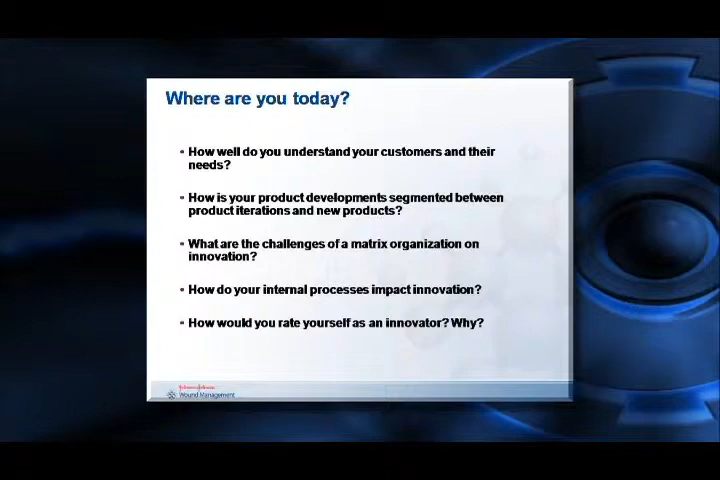 Where are you today?
• How well do you understand your customers and their
needs?
• How is your product developments segmented between
product iterations and new products?
• What are the challenges of a matrix organization on
innovation?
• How do your internal processes impact innovation?
• How would you rate yourself as an innovator? Why?
Johnson & Johnson
Wound Management